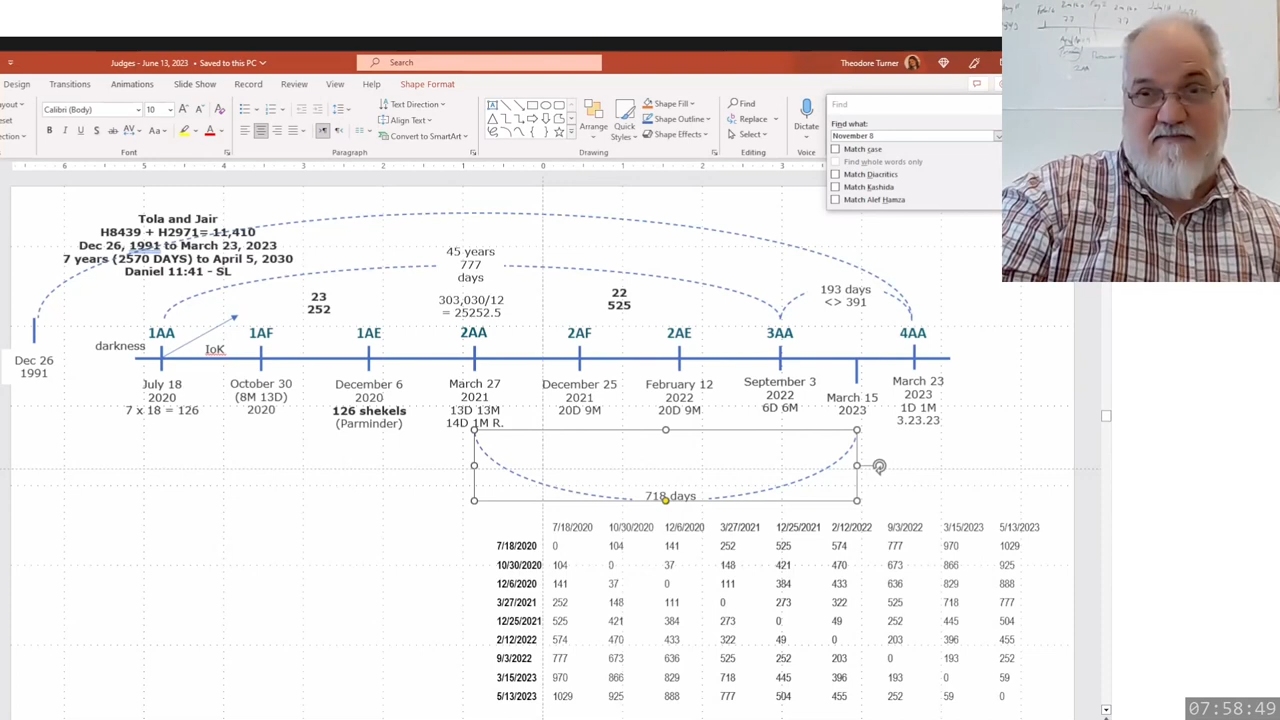 Judges - June 13, 2023 • Saved to this PC
Search
Theodore Turner
Design Transitions Animations Slide Show Record Review View Help Shape Format
Calibri (Body) 10
Text Direction
Align Text
Convert to SmartArt
Arrange
Quick Styles
Shape Fill
Shape Outline
Shape Effects
Find
Replace
Select
Dictate
Font
Paragraph
Drawing
Editing
Voice
Find
Find what:
November 8
Match case
Find whole words only
Match Diacritics
Match Kashida
Match Alef Hamza
Tola and Jair
H8439 + H2971= 11,410
Dec 26, 1991 to March 23, 2023
7 years (2570 DAYS) to April 5, 2030
Daniel 11:41 - SL
45 years
777
days
303,030/12
= 25252.5
23
252
22
525
193 days
<> 391
darkness
IoK
1AA 1AF 1AE 2AA 2AF 2AE 3AA 4AA
Dec 26
1991
July 18
2020
7 x 18 = 126
October 30
(8M 13D)
2020
December 6
2020
126 shekels
(Parminder)
March 27
2021
13D 13M
14D 1M R.
December 25
2021
20D 9M
February 12
2022
20D 9M
September 3
2022
6D 6M
March 15
2023
March 23
2023
1D 1M
3.23.23
718 days
7/18/2020 10/30/2020 12/6/2020 3/27/2021 12/25/2021 2/12/2022 9/3/2022 3/15/2023 5/13/2023
7/18/2020 0 104 141 252 525 574 777 970 1029
10/30/2020 104 0 37 148 421 470 673 866 925
12/6/2020 141 37 0 111 384 433 636 829 888
3/27/2021 252 148 111 0 273 322 525 718 777
12/25/2021 525 421 384 273 0 49 252 445 504
2/12/2022 574 470 433 322 49 0 203 396 455
9/3/2022 777 673 636 525 252 203 0 193 252
3/15/2023 970 866 829 718 445 396 193 0 59
5/13/2023 1029 925 888 777 504 455 252 59 0
07:58:49